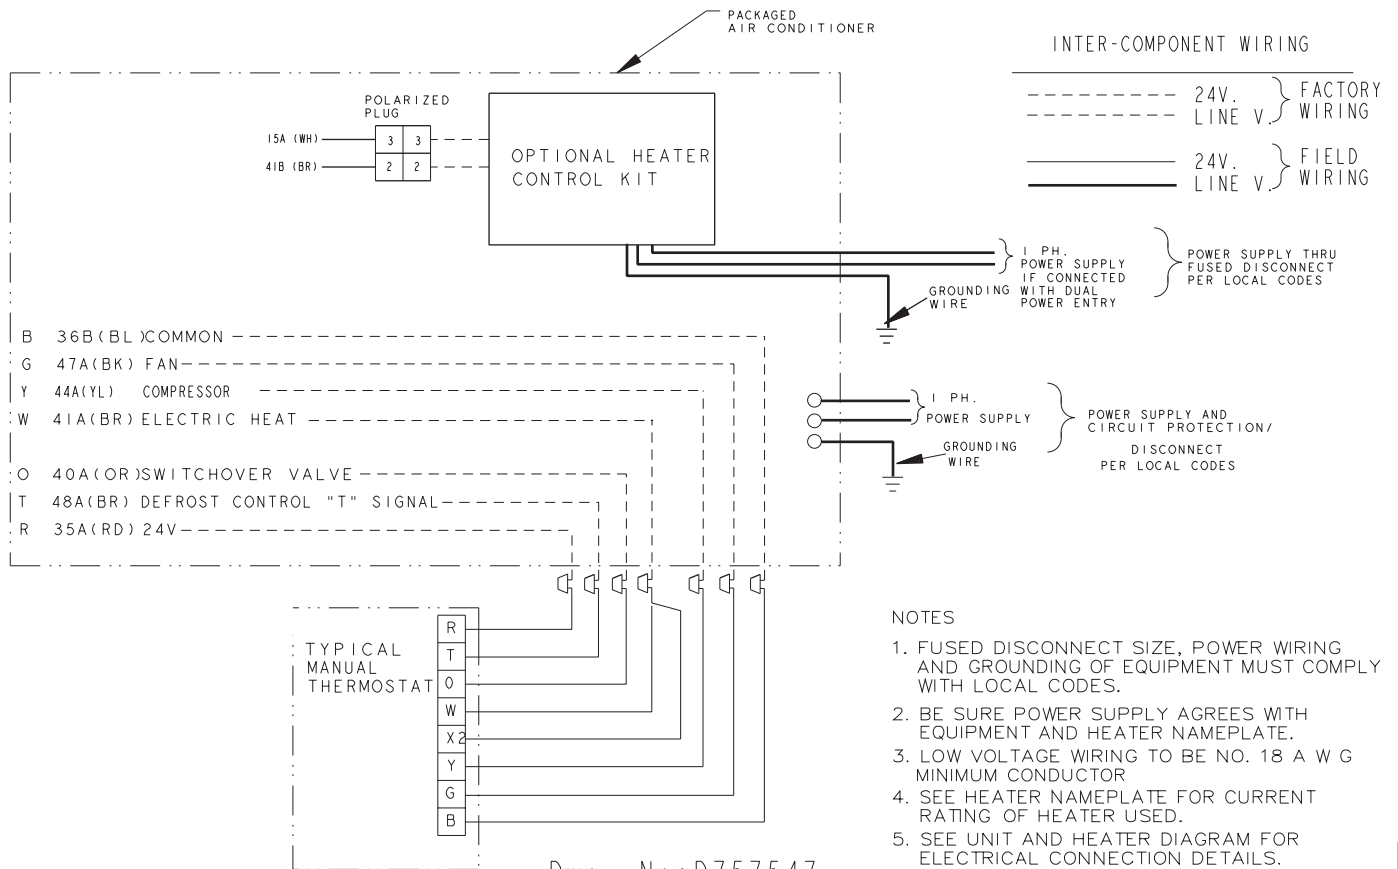 PACKAGED
AIR CONDITIONER
INTER-COMPONENT WIRING
24V.
LINE V.
FACTORY
WIRING
24V.
LINE V.
FIELD
WIRING
POLARIZED
PLUG
15A (WH)
3 3
41B (BR)
2 2
OPTIONAL HEATER
CONTROL KIT
1 PH.
POWER SUPPLY
IF CONNECTED
WITH DUAL
POWER ENTRY
POWER SUPPLY THRU
FUSED DISCONNECT
PER LOCAL CODES
GROUNDING
WIRE
B 36B(BL)COMMON
G 47A(BK) FAN
Y 44A(YL) COMPRESSOR
W 41A(BR) ELECTRIC HEAT
O 40A(OR)SWITCHOVER VALVE
T 48A(BR) DEFROST CONTROL "T" SIGNAL
R 35A(RD) 24V
1 PH.
POWER SUPPLY
GROUNDING
WIRE
POWER SUPPLY AND
CIRCUIT PROTECTION/
DISCONNECT
PER LOCAL CODES
TYPICAL
MANUAL
THERMOSTAT
R
T
O
W
X2
Y
G
B
NOTES
1. FUSED DISCONNECT SIZE, POWER WIRING
AND GROUNDING OF EQUIPMENT MUST COMPLY
WITH LOCAL CODES.
2. BE SURE POWER SUPPLY AGREES WITH
EQUIPMENT AND HEATER NAMEPLATE.
3. LOW VOLTAGE WIRING TO BE NO. 18 A W G
MINIMUM CONDUCTOR
4. SEE HEATER NAMEPLATE FOR CURRENT
RATING OF HEATER USED.
5. SEE UNIT AND HEATER DIAGRAM FOR
ELECTRICAL CONNECTION DETAILS.